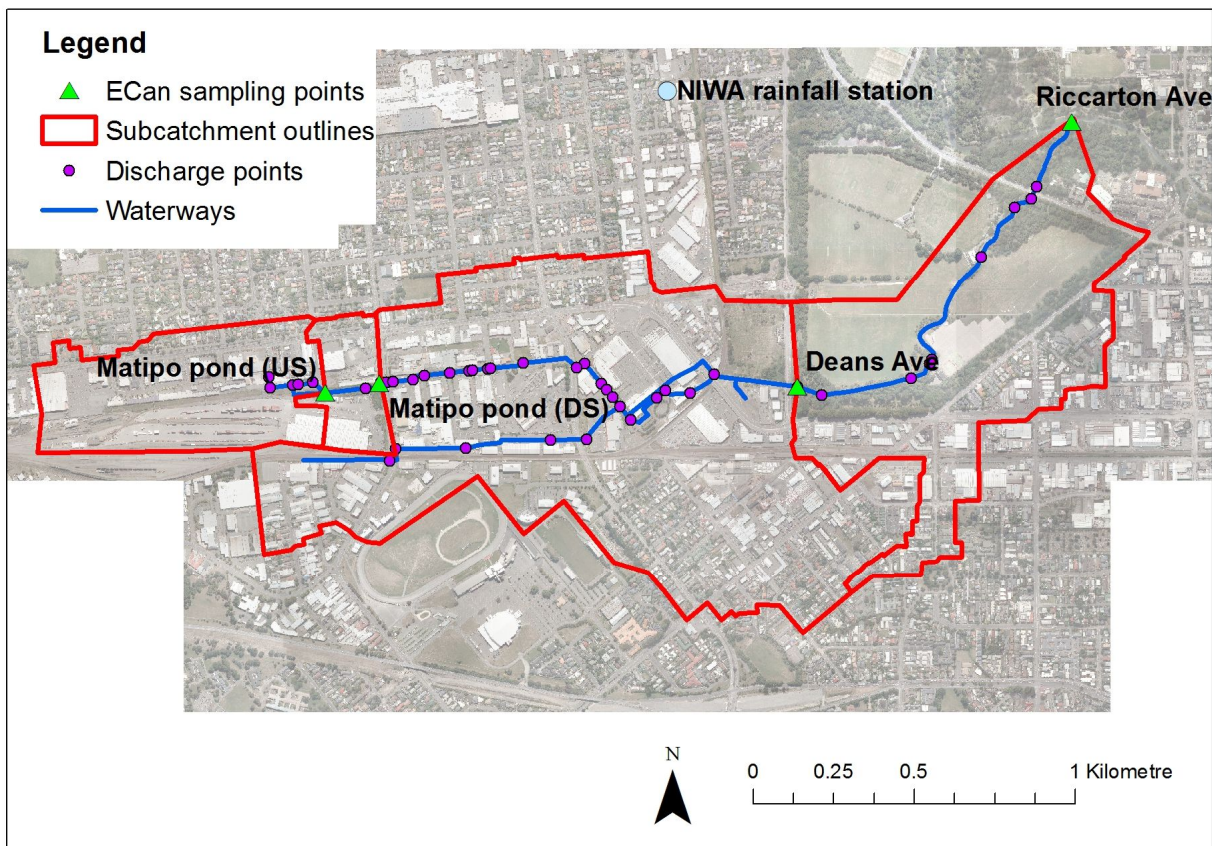 Legend
ECan sampling points
Subcatchment outlines
Discharge points
Waterways
NIWA rainfall station
Riccarton Ave
Matipo pond (US)
Deans Ave
Matipo pond (DS)
N
0 0.25 0.5 1 Kilometre